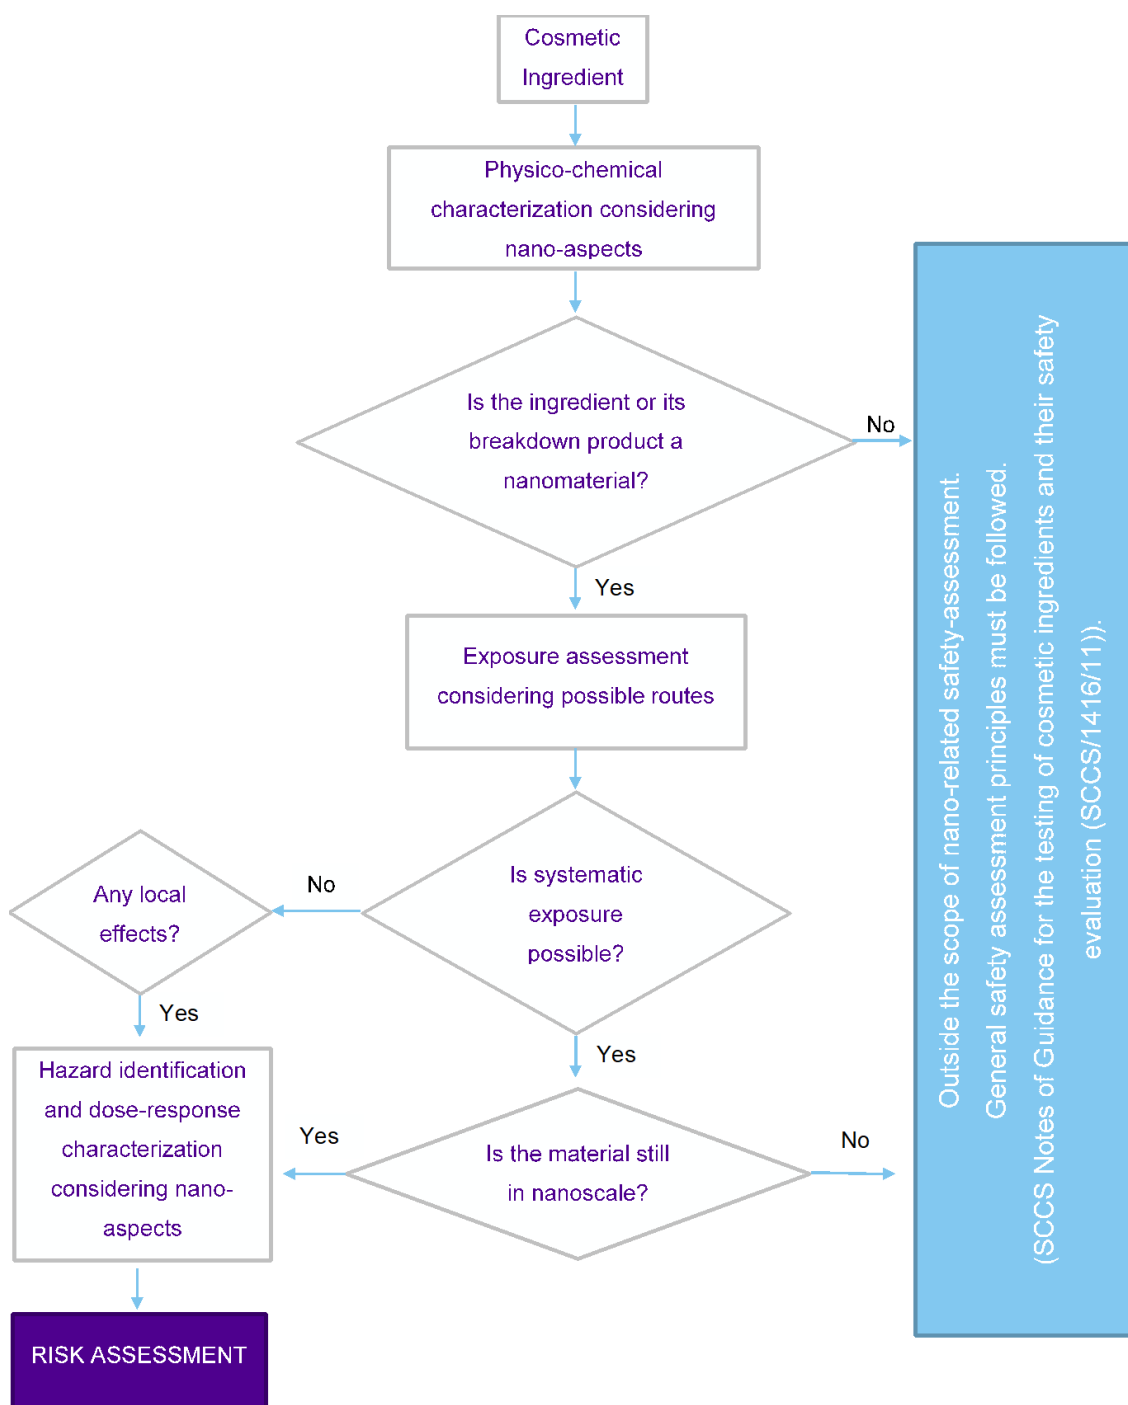 Cosmetic
Ingredient
Physico-chemical
characterization considering
nano-aspects
Is the ingredient or its
breakdown product a
nanomaterial?
No
Yes
Exposure assessment
considering possible routes
Is systematic
exposure
possible?
No
Any local
effects?
Yes
Yes
Hazard identification
and dose-response
characterization
considering nano-
aspects
Yes
Is the material still
in nanoscale?
No
RISK ASSESSMENT
Outside the scope of nano-related safety-assessment.
General safety assessment principles must be followed.
(SCCS Notes of Guidance for the testing of cosmetic ingredients and their safety
evaluation (SCCS/1416/11)).